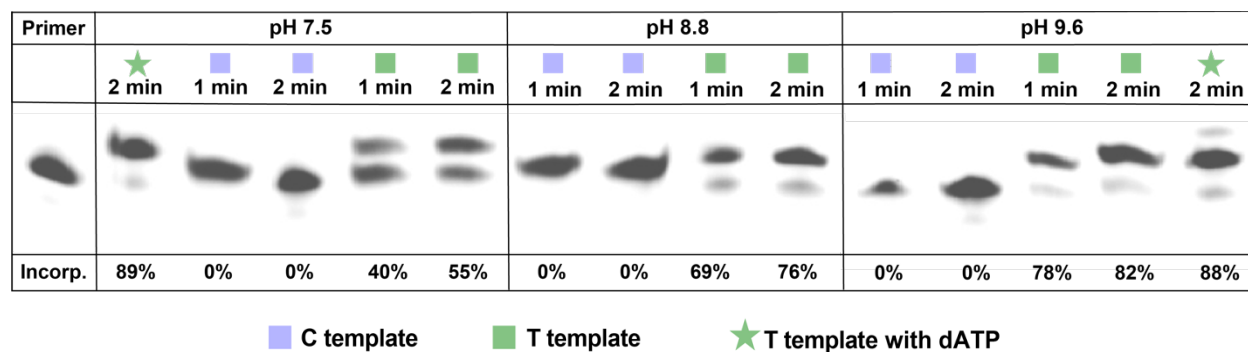 Primer pH 7.5 pH 8.8 pH 9.6
2 min 1 min 2 min 1 min 2 min 1 min 2 min 1 min 2 min 1 min 2 min 1 min 2 min 2 min
Incorp. 89% 0% 0% 40% 55% 0% 0% 69% 76% 0% 0% 78% 82% 88%
C template T template T template with dATP